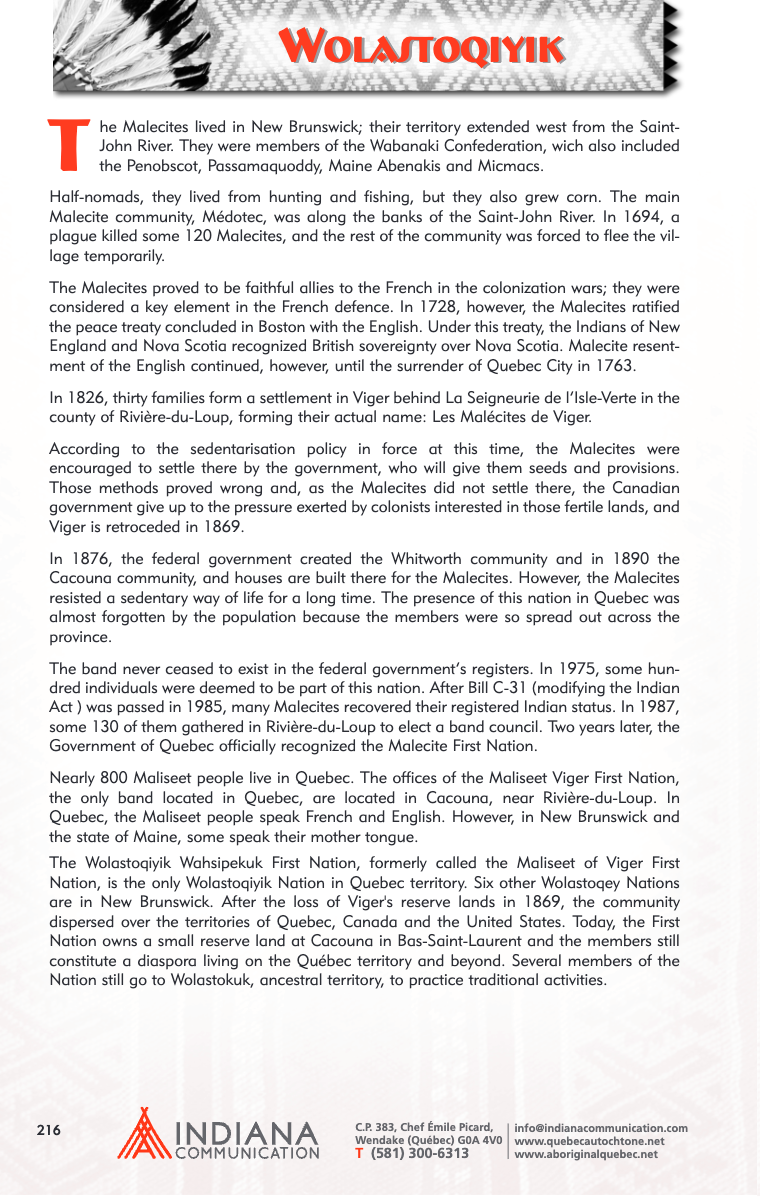 WOLASTOQIYIK
The Malecites lived in New Brunswick; their territory extended west from the Saint-
John River. They were members of the Wabanaki Confederation, wich also included
the Penobscot, Passamaquoddy, Maine Abenakis and Micmacs.
Half-nomads, they lived from hunting and fishing, but they also grew corn. The main
Malecite community, Médotec, was along the banks of the Saint-John River. In 1694, a
plague killed some 120 Malecites, and the rest of the community was forced to flee the vil-
lage temporarily.
The Malecites proved to be faithful allies to the French in the colonization wars; they were
considered a key element in the French defence. In 1728, however, the Malecites ratified
the peace treaty concluded in Boston with the English. Under this treaty, the Indians of New
England and Nova Scotia recognized British sovereignty over Nova Scotia. Malecite resent-
ment of the English continued, however, until the surrender of Quebec City in 1763.
In 1826, thirty families form a settlement in Viger behind La Seigneurie de l’Isle-Verte in the
county of Rivière-du-Loup, forming their actual name: Les Malécites de Viger.
According to the sedentarisation policy in force at this time, the Malecites were
encouraged to settle there by the government, who will give them seeds and provisions.
Those methods proved wrong and, as the Malecites did not settle there, the Canadian
government give up to the pressure exerted by colonists interested in those fertile lands, and
Viger is retroceded in 1869.
In 1876, the federal government created the Whitworth community and in 1890 the
Cacouna community, and houses are built there for the Malecites. However, the Malecites
resisted a sedentary way of life for a long time. The presence of this nation in Quebec was
almost forgotten by the population because the members were so spread out across the
province.
The band never ceased to exist in the federal government’s registers. In 1975, some hun-
dred individuals were deemed to be part of this nation. After Bill C-31 (modifying the Indian
Act ) was passed in 1985, many Malecites recovered their registered Indian status. In 1987,
some 130 of them gathered in Rivière-du-Loup to elect a band council. Two years later, the
Government of Quebec officially recognized the Malecite First Nation.
Nearly 800 Maliseet people live in Quebec. The offices of the Maliseet Viger First Nation,
the only band located in Quebec, are located in Cacouna, near Rivière-du-Loup. In
Quebec, the Maliseet people speak French and English. However, in New Brunswick and
the state of Maine, some speak their mother tongue.
The Wolastoqiyik Wahsipekuk First Nation, formerly called the Maliseet of Viger First
Nation, is the only Wolastoqiyik Nation in Quebec territory. Six other Wolastoqey Nations
are in New Brunswick. After the loss of Viger's reserve lands in 1869, the community
dispersed over the territories of Quebec, Canada and the United States. Today, the First
Nation owns a small reserve land at Cacouna in Bas-Saint-Laurent and the members still
constitute a diaspora living on the Québec territory and beyond. Several members of the
Nation still go to Wolastokuk, ancestral territory, to practice traditional activities.
216
INDIANA
COMMUNICATION
C.P. 383, Chef Émile Picard,
Wendake (Québec) G0A 4V0
T (581) 300-6313
info@indianacommunication.com
www.quebecautochtone.net
www.aboriginalquebec.net